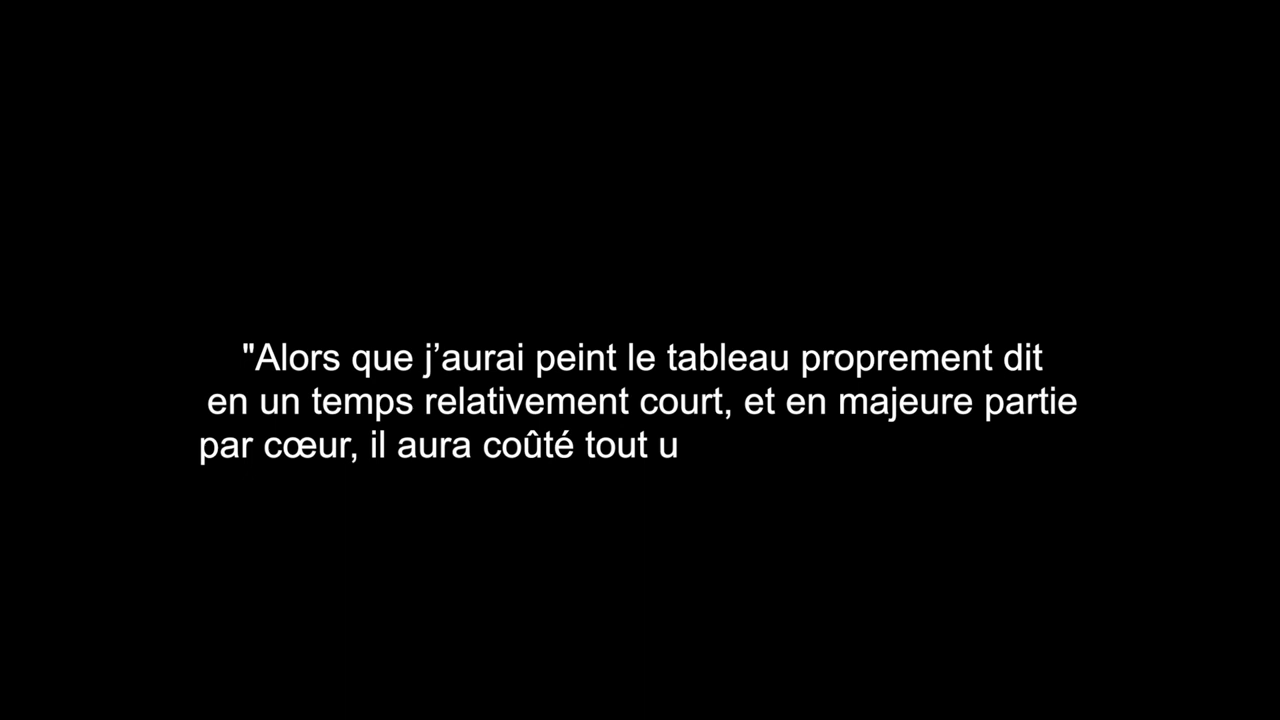 "Alors que j’aurai peint le tableau proprement dit
en un temps relativement court, et en majeure partie
par cœur, il aura coûté tout u